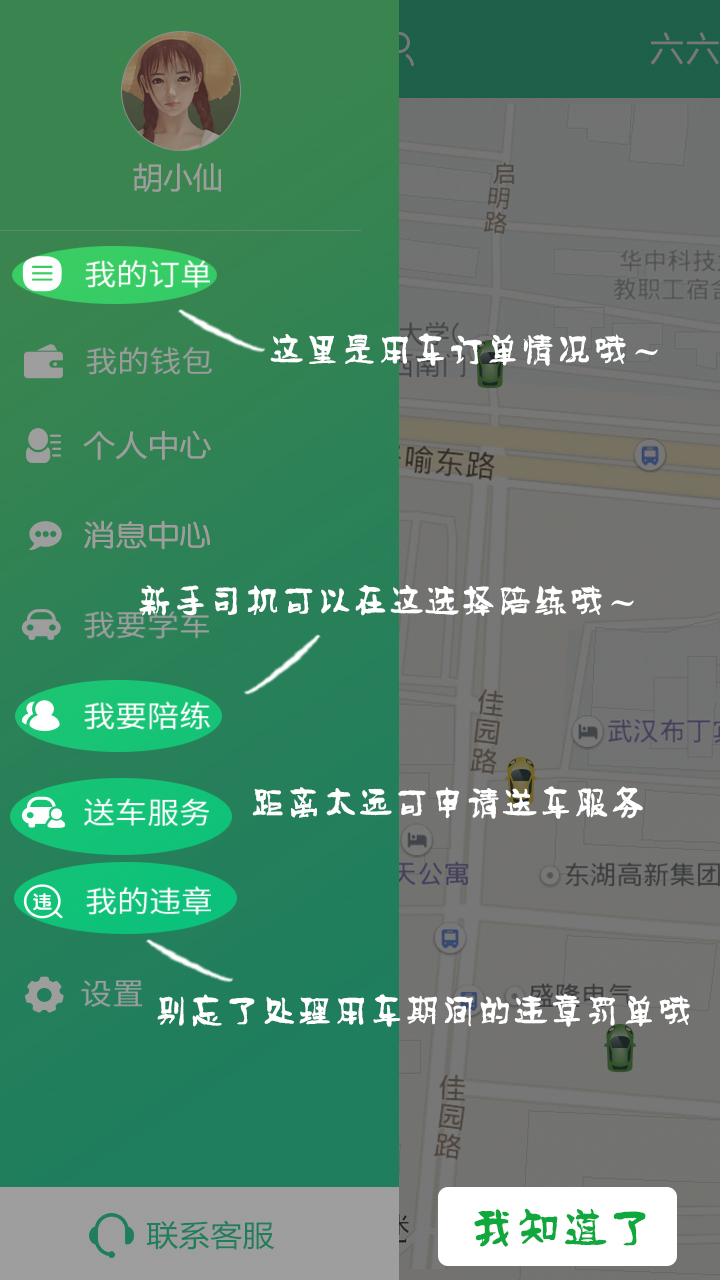 六六
胡小仙
启明路
华中科技
教职工宿舍
我的订单
大学(
西南门
这里是用车订单情况哦~
我的钱包
个人中心
喻东路
消息中心
新手司机可以在这选择陪练哦~
我要学车
佳园路
我要陪练
武汉布丁
送车服务
距离太远可申请送车服务
天公寓
东湖高新集团
违
我的违章
设置
盛隆电气
别忘了处理用车期间的违章罚单哦
佳园路
联系客服
我知道了